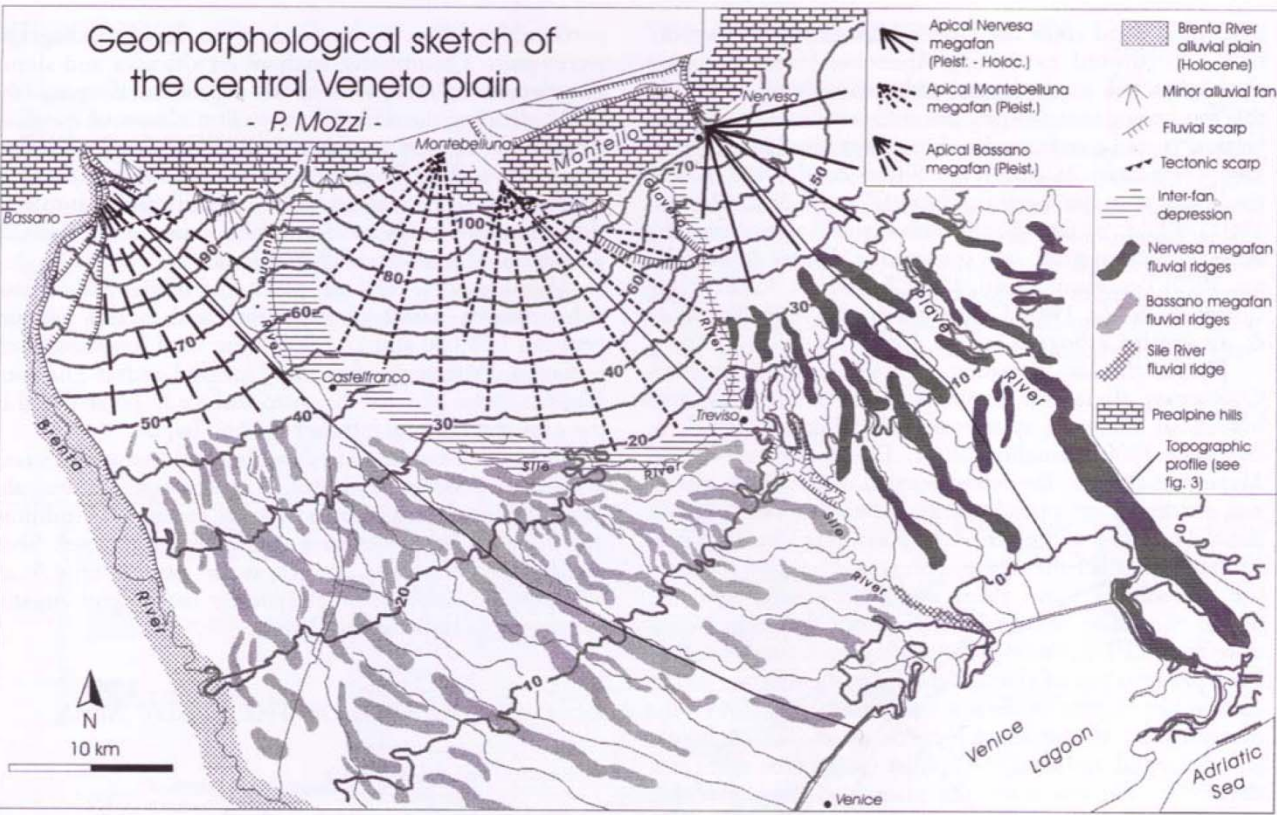 Geomorphological sketch of
the central Veneto plain
- P. Mozzi -
Apical Nervesa
megafan
(Pleist. - Holoc.)
Apical Montebelluna
megafan (Pleist.)
Apical Bassano
megafan (Pleist.)
Brenta River
alluvial plain
(Holocene)
Minor alluvial fan
Fluvial scarp
Tectonic scarp
Inter-fan
depression
Nervesa megafan
fluvial ridges
Bassano megafan
fluvial ridges
Sile River
fluvial ridge
Prealpine hills
Topographic
profile (see
fig. 3)
Nervesa
Montebelluna
Montello
Bassano
70
50
Giavera
100
90
80
60
Muson
River
60
70
30
Piave
River
River
40
Castelfranco
10
50
40
30
20
Treviso
Sile
River
Brenta
Sile
River
0
20
River
10
N
10 km
Venice
Lagoon
Adriatic
Sea
Venice